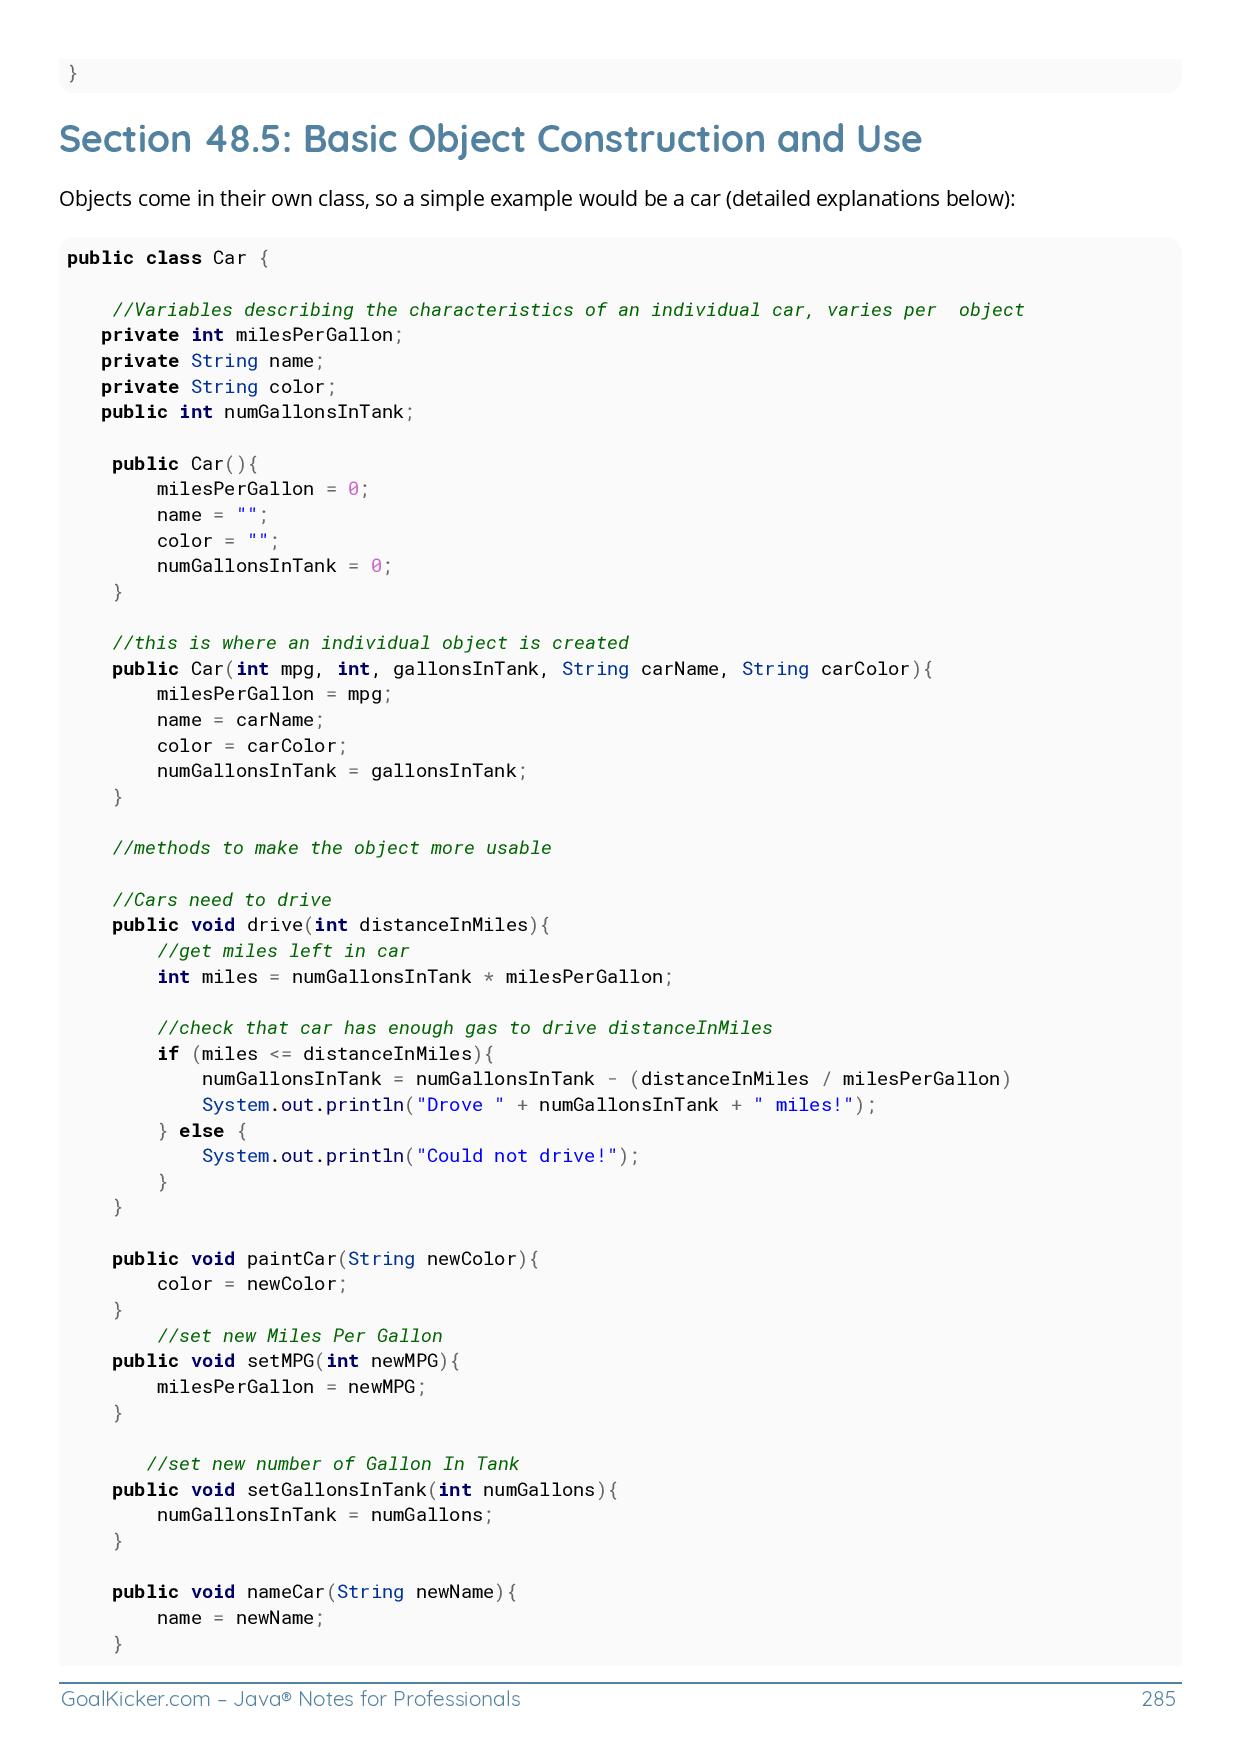 }
Section 48.5: Basic Object Construction and Use
Objects come in their own class, so a simple example would be a car (detailed explanations below):
public class Car {
    //Variables describing the characteristics of an individual car, varies per  object
   private int milesPerGallon;
   private String name;
   private String color;
   public int numGallonsInTank;
    public Car(){
        milesPerGallon = 0;
        name = "";
        color = "";
        numGallonsInTank = 0;
    }
    //this is where an individual object is created
    public Car(int mpg, int, gallonsInTank, String carName, String carColor){
        milesPerGallon = mpg;
        name = carName;
        color = carColor;
        numGallonsInTank = gallonsInTank;
    }
    //methods to make the object more usable
    //Cars need to drive
    public void drive(int distanceInMiles){
        //get miles left in car
        int miles = numGallonsInTank * milesPerGallon;
        //check that car has enough gas to drive distanceInMiles
        if (miles <= distanceInMiles){
            numGallonsInTank = numGallonsInTank - (distanceInMiles / milesPerGallon)
            System.out.println("Drove " + numGallonsInTank + " miles!");
        } else {
            System.out.println("Could not drive!");
        }
    }
    public void paintCar(String newColor){
        color = newColor;
    }
        //set new Miles Per Gallon
    public void setMPG(int newMPG){
        milesPerGallon = newMPG;
    }
       //set new number of Gallon In Tank
    public void setGallonsInTank(int numGallons){
        numGallonsInTank = numGallons;
    }
    public void nameCar(String newName){
        name = newName;
    }
GoalKicker.com – Java® Notes for Professionals 285